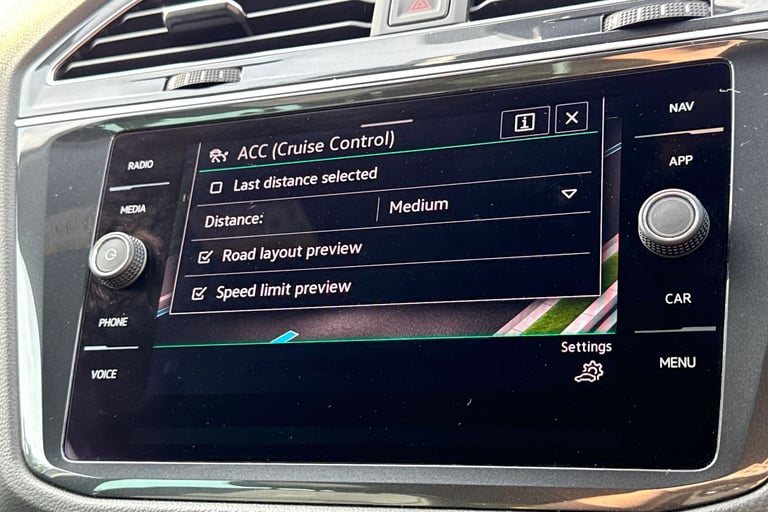 RADIO
MEDIA
PHONE
VOICE
ACC (Cruise Control)
i
Last distance selected
Distance: Medium
Road layout preview
Speed limit preview
Settings
NAV
APP
CAR
MENU